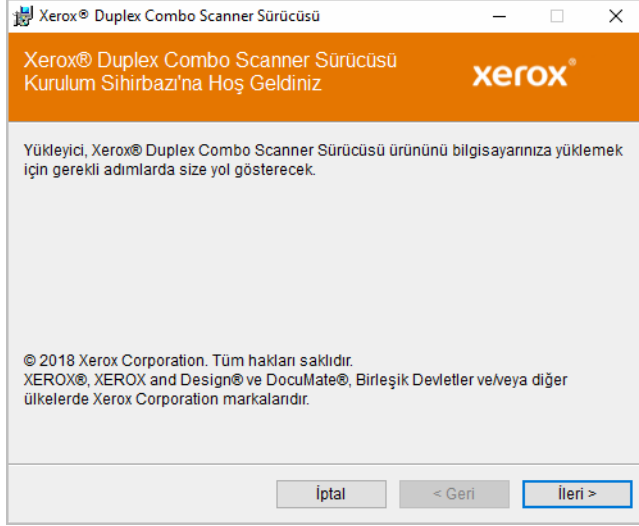 Xerox® Duplex Combo Scanner Sürücüsü
Xerox® Duplex Combo Scanner Sürücüsü
Kurulum Sihirbazı'na Hoş Geldiniz
xerox®
Yükleyici, Xerox® Duplex Combo Scanner Sürücüsü ürününü bilgisayarınıza yüklemek
için gerekli adımlarda size yol gösterecek.
© 2018 Xerox Corporation. Tüm hakları saklıdır.
XEROX®, XEROX and Design® ve DocuMate®, Birleşik Devletler ve/veya diğer
ülkelerde Xerox Corporation markalarıdır.
İptal
< Geri
İleri >